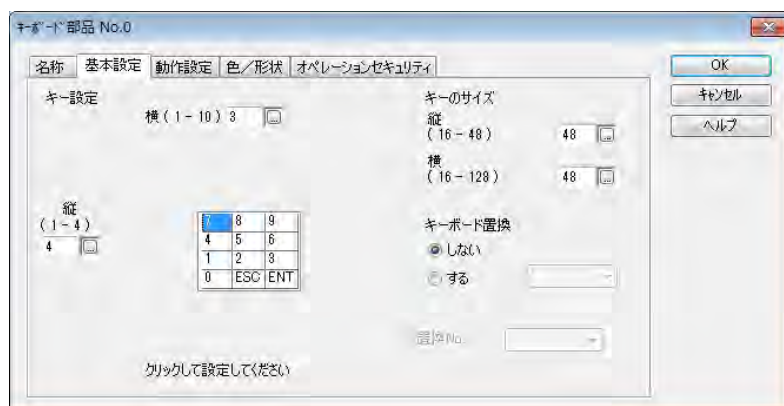 ｷｰﾎﾞｰﾄﾞ部品 No.0
名称 基本設定 動作設定 色／形状 オペレーションセキュリティ
OK
ｷｬﾝｾﾙ
ヘルプ
キー設定
横(1-10) 3 ...
縦
(1-4)
4 ...
7 8 9
4 5 6
1 2 3
0 ESC ENT
クリックして設定してください
キーのサイズ
縦
(16-48) 48 ...
横
(16-128) 48 ...
キーボード置換
しない
する
置換No.